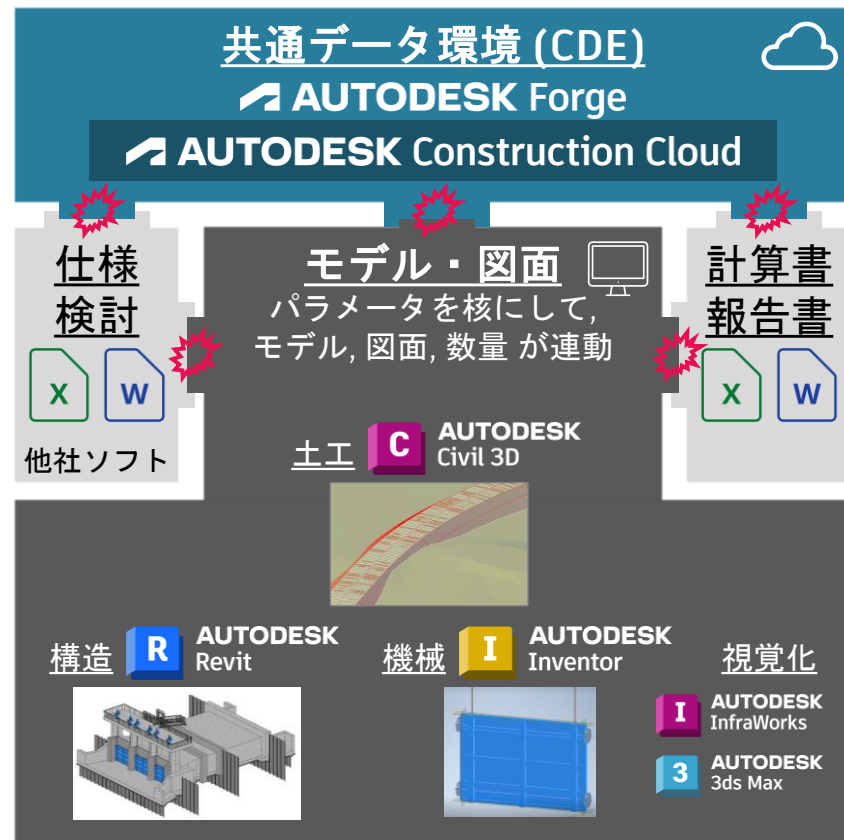 共通データ環境 (CDE)
AUTODESK Forge
AUTODESK Construction Cloud
仕様
検討
X W
他社ソフト
モデル・図面
パラメータを核にして,
モデル, 図面, 数量 が連動
計算書
報告書
X W
土工 C AUTODESK
Civil 3D
構造 R AUTODESK
Revit
機械 I AUTODESK
Inventor
視覚化
I AUTODESK
InfraWorks
3 AUTODESK
3ds Max